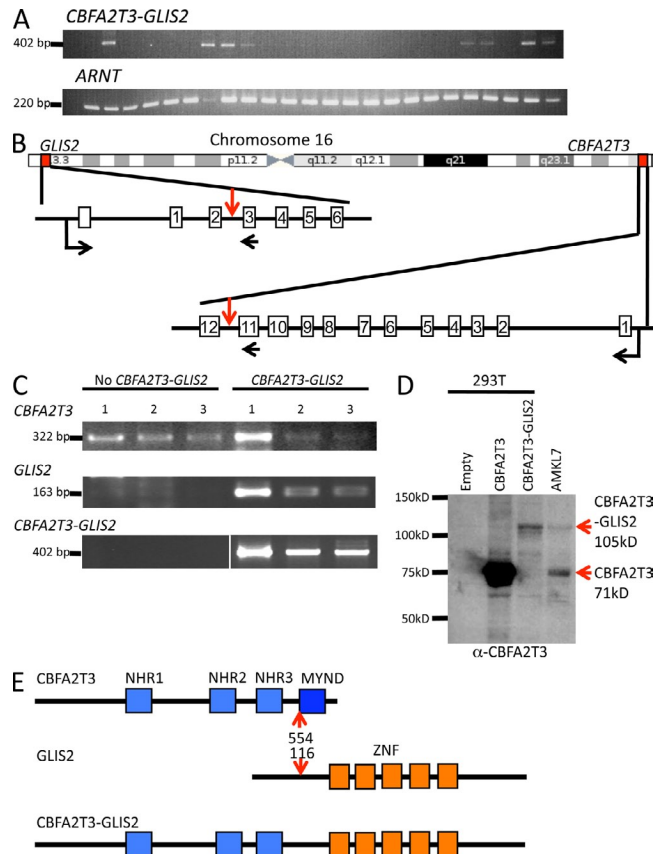 A
CBFA2T3-GLIS2
402 bp
ARNT
220 bp
B
GLIS2 Chromosome 16 CBFA2T3
3.3 p11.2 q11.2 q12.1 q21 q23.1
1 2 3 4 5 6
12 11 10 9 8 7 6 5 4 3 2 1
C
No CBFA2T3-GLIS2 CBFA2T3-GLIS2
CBFA2T3 1 2 3 1 2 3
322 bp
GLIS2
163 bp
CBFA2T3-GLIS2
402 bp
D
293T
Empty
CBFA2T3
CBFA2T3-GLIS2
AMKL7
150kD
100kD
75kD
50kD
CBFA2T3
-GLIS2
105kD
CBFA2T3
71kD
α-CBFA2T3
E
CBFA2T3 NHR1 NHR2 NHR3 MYND
554
116
GLIS2 ZNF
CBFA2T3-GLIS2